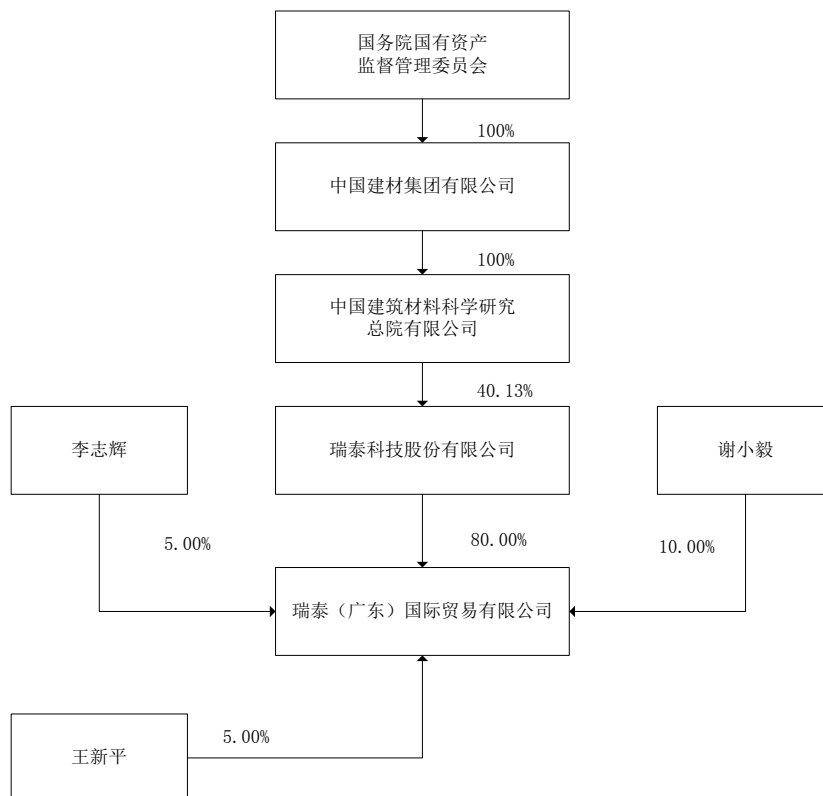 国务院国有资产
监督管理委员会
100%
中国建材集团有限公司
100%
中国建筑材料科学研究
总院有限公司
40.13%
李志辉
瑞泰科技股份有限公司
谢小毅
5.00%
80.00%
10.00%
瑞泰（广东）国际贸易有限公司
王新平
5.00%